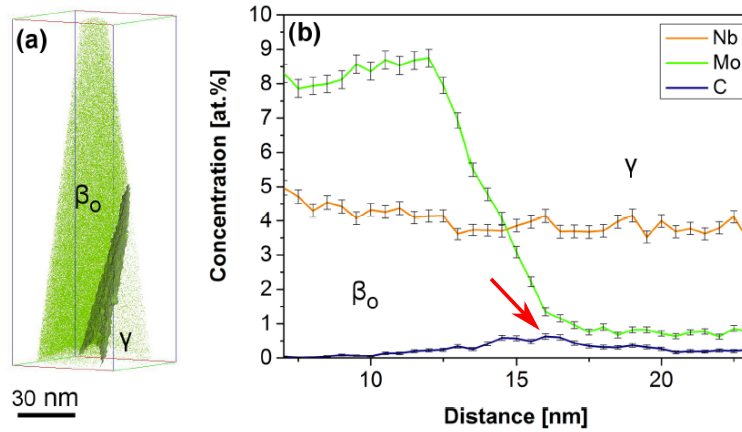 (a)
βo
γ
30 nm
(b)
Concentration [at.%]
10
9
8
7
6
5
4
3
2
1
0
Nb
Mo
C
γ
βo
10
15
20
Distance [nm]